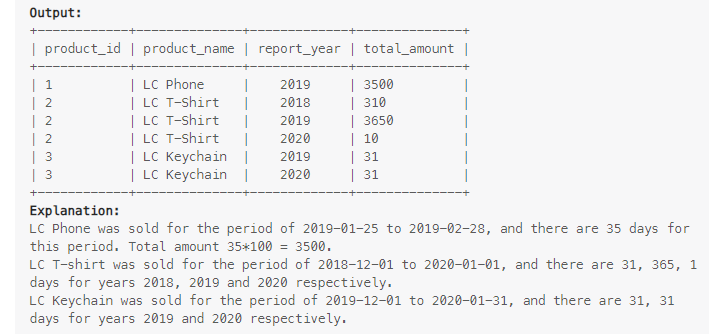 Output:
+------------+--------------+-------------+--------------+
| product_id | product_name | report_year | total_amount |
+------------+--------------+-------------+--------------+
| 1          | LC Phone     |    2019     | 3500         |
| 2          | LC T-Shirt   |    2018     | 310          |
| 2          | LC T-Shirt   |    2019     | 3650         |
| 2          | LC T-Shirt   |    2020     | 10           |
| 3          | LC Keychain  |    2019     | 31           |
| 3          | LC Keychain  |    2020     | 31           |
+------------+--------------+-------------+--------------+
Explanation:
LC Phone was sold for the period of 2019-01-25 to 2019-02-28, and there are 35 days for
this period. Total amount 35*100 = 3500.
LC T-shirt was sold for the period of 2018-12-01 to 2020-01-01, and there are 31, 365, 1
days for years 2018, 2019 and 2020 respectively.
LC Keychain was sold for the period of 2019-12-01 to 2020-01-31, and there are 31, 31
days for years 2019 and 2020 respectively.